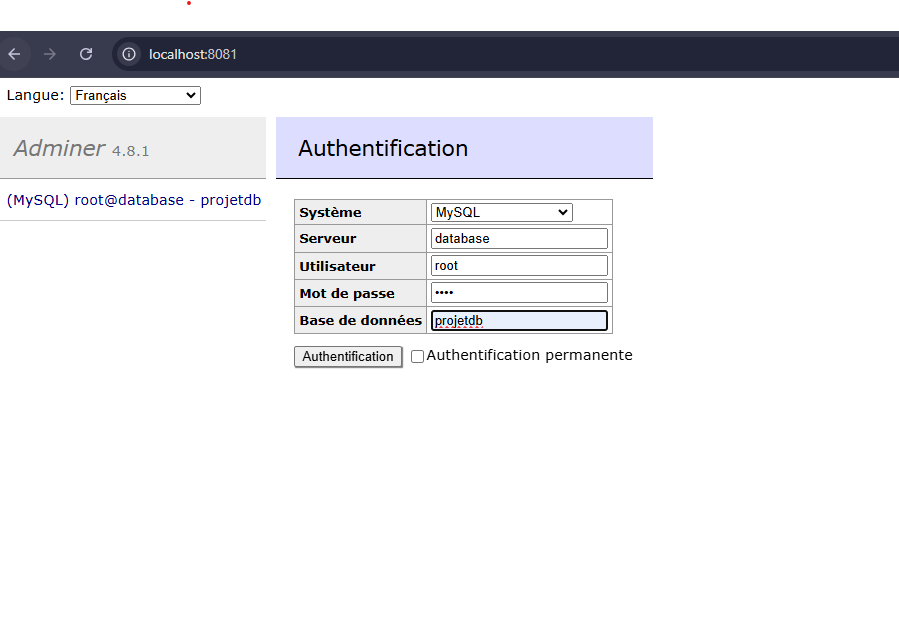 localhost:8081
Langue: Français
Adminer 4.8.1
(MySQL) root@database - projetdb
Authentification
Système MySQL
Serveur database
Utilisateur root
Mot de passe ••••
Base de données projetdb
Authentification Authentification permanente